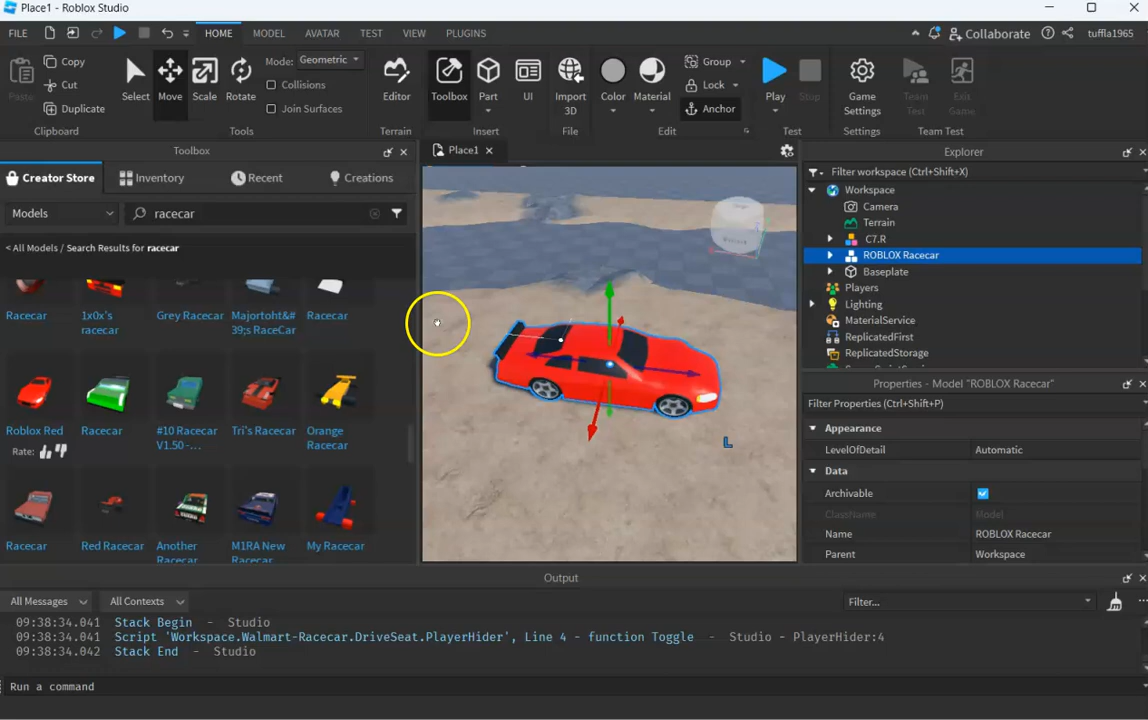 Place1 - Roblox Studio
FILE HOME MODEL AVATAR TEST VIEW PLUGINS Collaborate tuffla1965
Paste Copy Cut Duplicate Clipboard
Select Move Scale Rotate Mode: Geometric Collisions Join Surfaces Tools
Editor Terrain
Toolbox Part UI Insert
Import 3D File
Color Material Group Lock Anchor Edit
Play Stop Test
Game Settings Settings
Team Test Exit Game Team Test
Toolbox
Creator Store Inventory Recent Creations
Models racecar
< All Models / Search Results for racecar
Racecar 1x0x's racecar Grey Racecar Majortoht&#39;s RaceCar Racecar
Roblox Red Racecar #10 Racecar V1.50 -... Tri's Racecar Orange Racecar
Rate:
Racecar Red Racecar Another Racecar M1RA New Racecar My Racecar
Place1
L
Explorer
Filter workspace (Ctrl+Shift+X)
Workspace
Camera
Terrain
C7.R
ROBLOX Racecar
Baseplate
Players
Lighting
MaterialService
ReplicatedFirst
ReplicatedStorage
Properties - Model "ROBLOX Racecar"
Filter Properties (Ctrl+Shift+P)
Appearance
LevelOfDetail Automatic
Data
Archivable
ClassName Model
Name ROBLOX Racecar
Parent Workspace
Output
All Messages All Contexts Filter...
09:38:34.041 Stack Begin - Studio
09:38:34.041 Script 'Workspace.Walmart-Racecar.DriveSeat.PlayerHider', Line 4 - function Toggle - Studio - PlayerHider:4
09:38:34.042 Stack End - Studio
Run a command